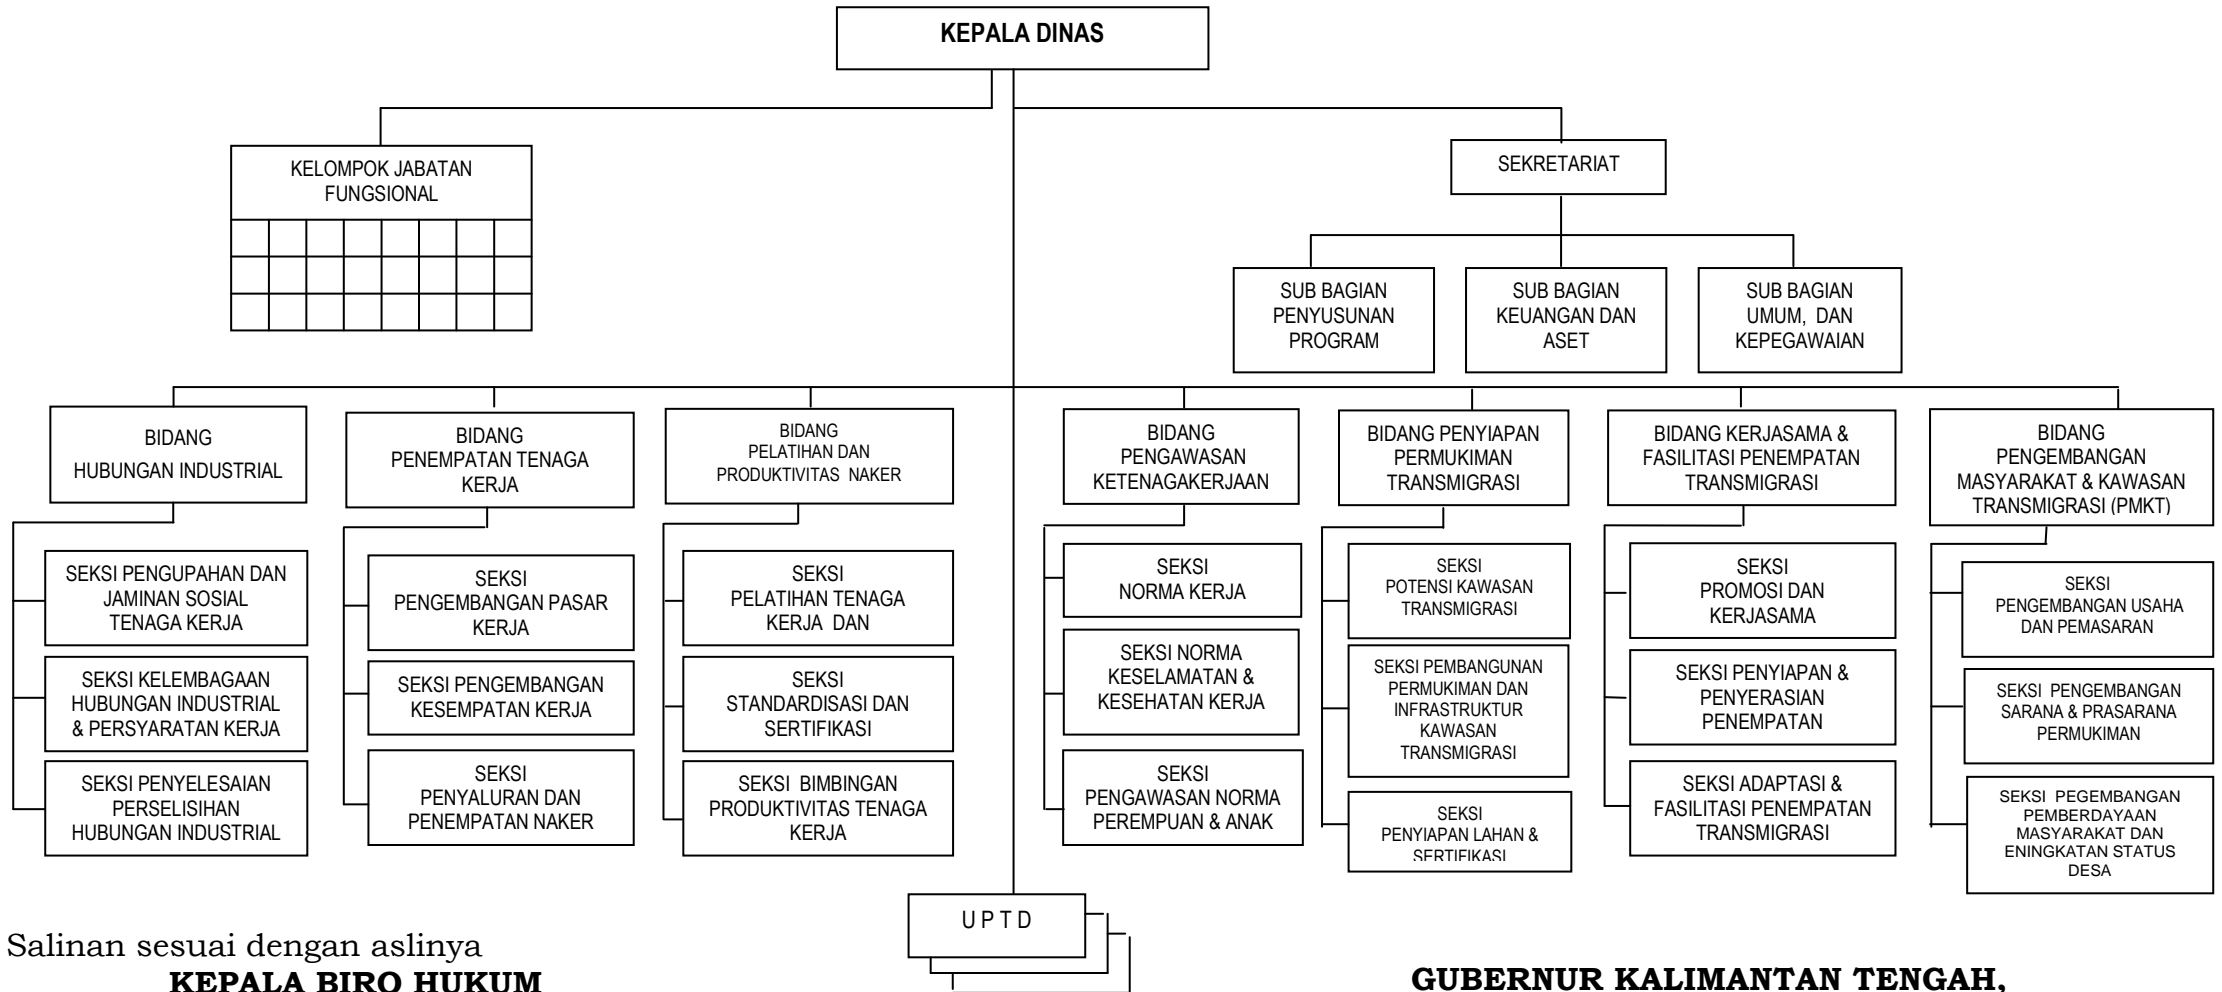 KEPALA DINAS
KELOMPOK JABATAN
FUNGSIONAL
SEKRETARIAT
SUB BAGIAN
PENYUSUNAN
PROGRAM
SUB BAGIAN
KEUANGAN DAN
ASET
SUB BAGIAN
UMUM, DAN
KEPEGAWAIAN
BIDANG
HUBUNGAN INDUSTRIAL
SEKSI PENGUPAHAN DAN
JAMINAN SOSIAL
TENAGA KERJA
SEKSI KELEMBAGAAN
HUBUNGAN INDUSTRIAL
& PERSYARATAN KERJA
SEKSI PENYELESAIAN
PERSELISIHAN
HUBUNGAN INDUSTRIAL
BIDANG
PENEMPATAN TENAGA
KERJA
SEKSI
PENGEMBANGAN PASAR
KERJA
SEKSI PENGEMBANGAN
KESEMPATAN KERJA
SEKSI
PENYALURAN DAN
PENEMPATAN NAKER
BIDANG
PELATIHAN DAN
PRODUKTIVITAS NAKER
SEKSI
PELATIHAN TENAGA
KERJA DAN
SEKSI
STANDARDISASI DAN
SERTIFIKASI
SEKSI BIMBINGAN
PRODUKTIVITAS TENAGA
KERJA
BIDANG
PENGAWASAN
KETENAGAKERJAAN
SEKSI
NORMA KERJA
SEKSI NORMA
KESELAMATAN &
KESEHATAN KERJA
SEKSI
PENGAWASAN NORMA
PEREMPUAN & ANAK
BIDANG PENYIAPAN
PERMUKIMAN
TRANSMIGRASI
SEKSI
POTENSI KAWASAN
TRANSMIGRASI
SEKSI PEMBANGUNAN
PERMUKIMAN DAN
INFRASTRUKTUR
KAWASAN
TRANSMIGRASI
SEKSI
PENYIAPAN LAHAN &
SERTIFIKASI
BIDANG KERJASAMA &
FASILITASI PENEMPATAN
TRANSMIGRASI
SEKSI
PROMOSI DAN
KERJASAMA
SEKSI PENYIAPAN &
PENYERASIAN
PENEMPATAN
SEKSI ADAPTASI &
FASILITASI PENEMPATAN
TRANSMIGRASI
BIDANG
PENGEMBANGAN
MASYARAKAT & KAWASAN
TRANSMIGRASI (PMKT)
SEKSI
PENGEMBANGAN USAHA
DAN PEMASARAN
SEKSI PENGEMBANGAN
SARANA & PRASARANA
PERMUKIMAN
SEKSI PEGEMBANGAN
PEMBERDAYAAN
MASYARAKAT DAN
ENINGKATAN STATUS
DESA
U P T D
Salinan sesuai dengan aslinya
KEPALA BIRO HUKUM
GUBERNUR KALIMANTAN TENGAH,